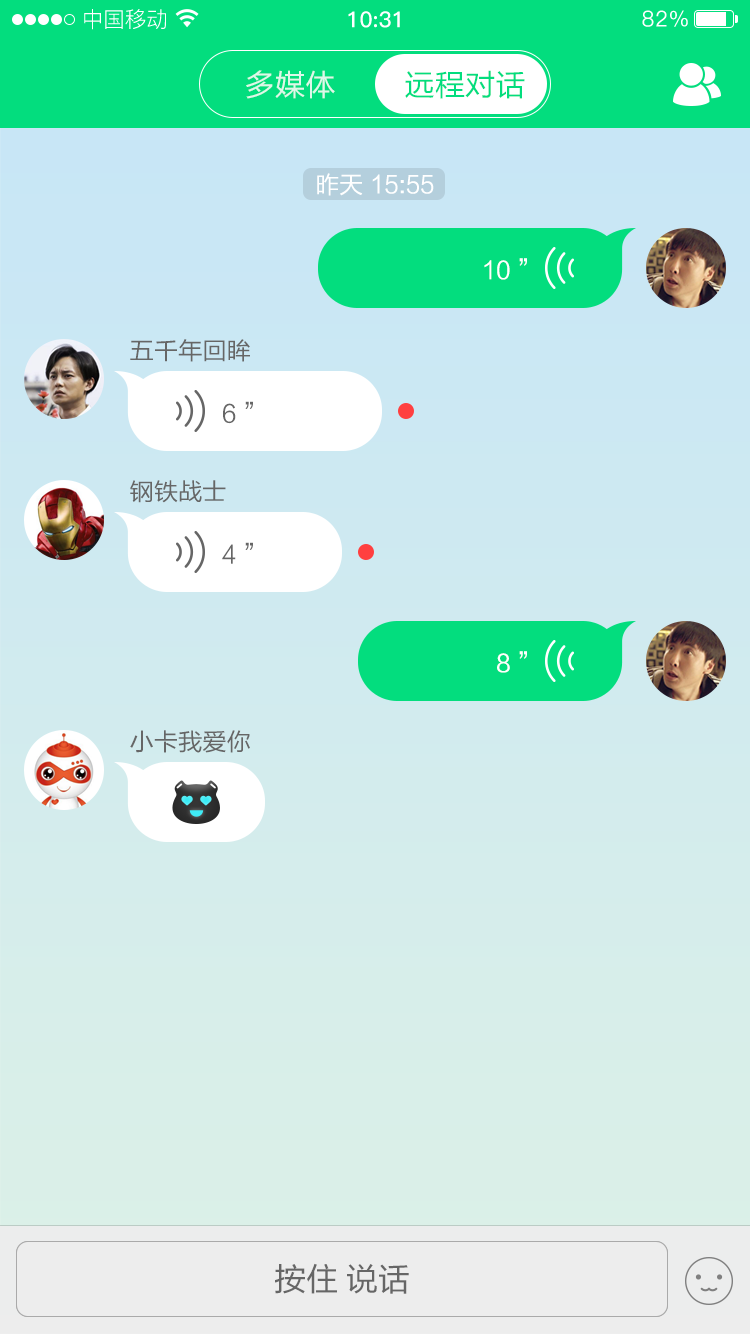 中国移动 10:31 82%
多媒体 远程对话
昨天 15:55
10 ”
五千年回眸
6 ”
钢铁战士
4 ”
8 ”
小卡我爱你
按住 说话